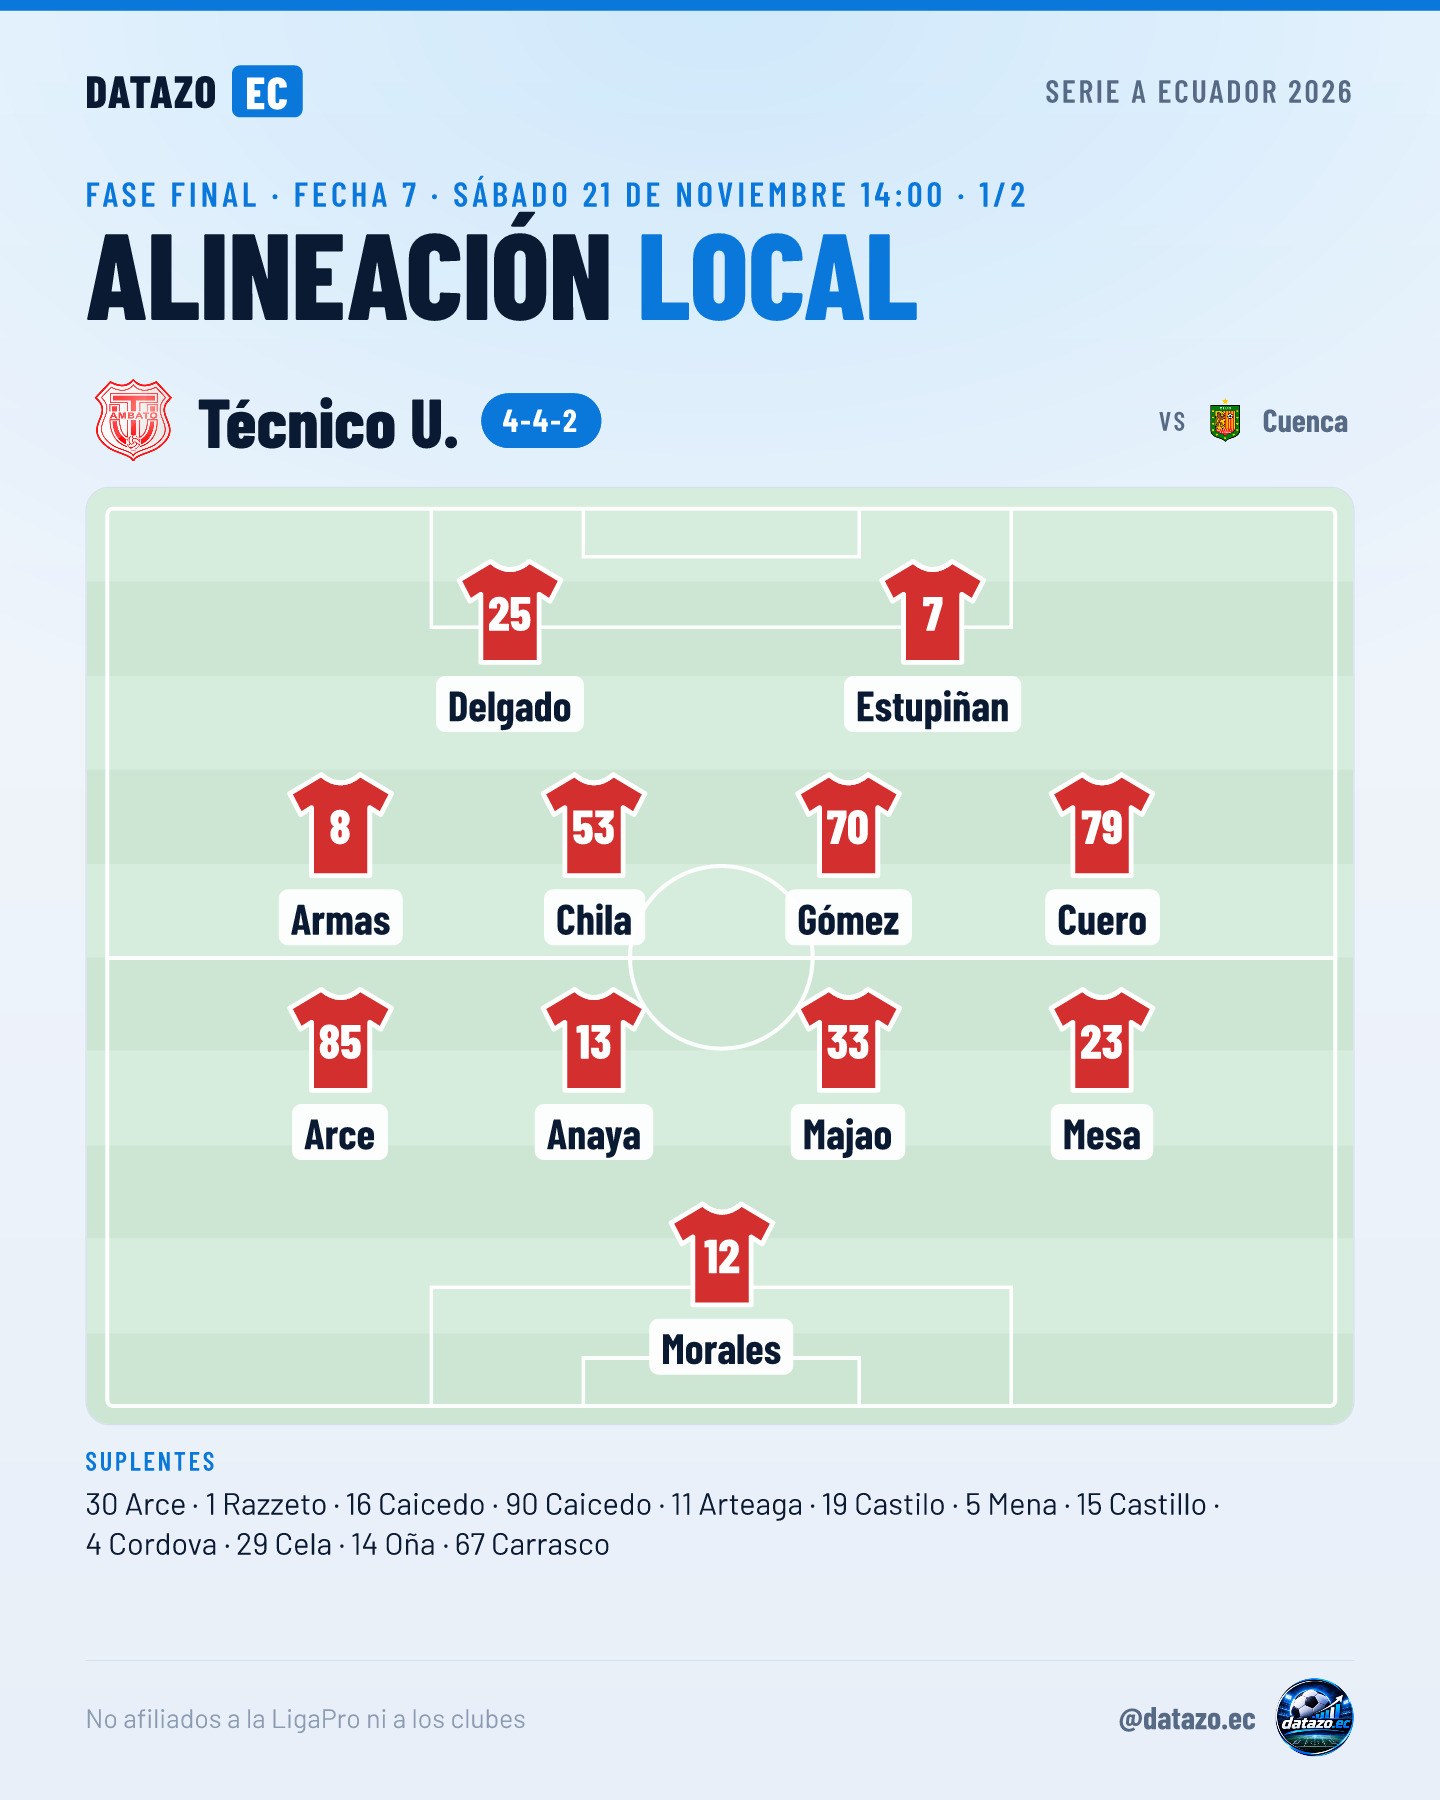 DATAZO EC
SERIE A ECUADOR 2026
FASE FINAL · FECHA 7 · SÁBADO 21 DE NOVIEMBRE 14:00 · 1/2
ALINEACIÓN LOCAL
AMBATO
Técnico U. 4-4-2
VS Cuenca
25 7
Delgado Estupiñan
8 53 70 79
Armas Chila Gómez Cuero
85 13 33 23
Arce Anaya Majao Mesa
12
Morales
SUPLENTES
30 Arce · 1 Razzeto · 16 Caicedo · 90 Caicedo · 11 Arteaga · 19 Castilo · 5 Mena · 15 Castillo ·
4 Cordova · 29 Cela · 14 Oña · 67 Carrasco
No afiliados a la LigaPro ni a los clubes
@datazo.ec
datazo.ec